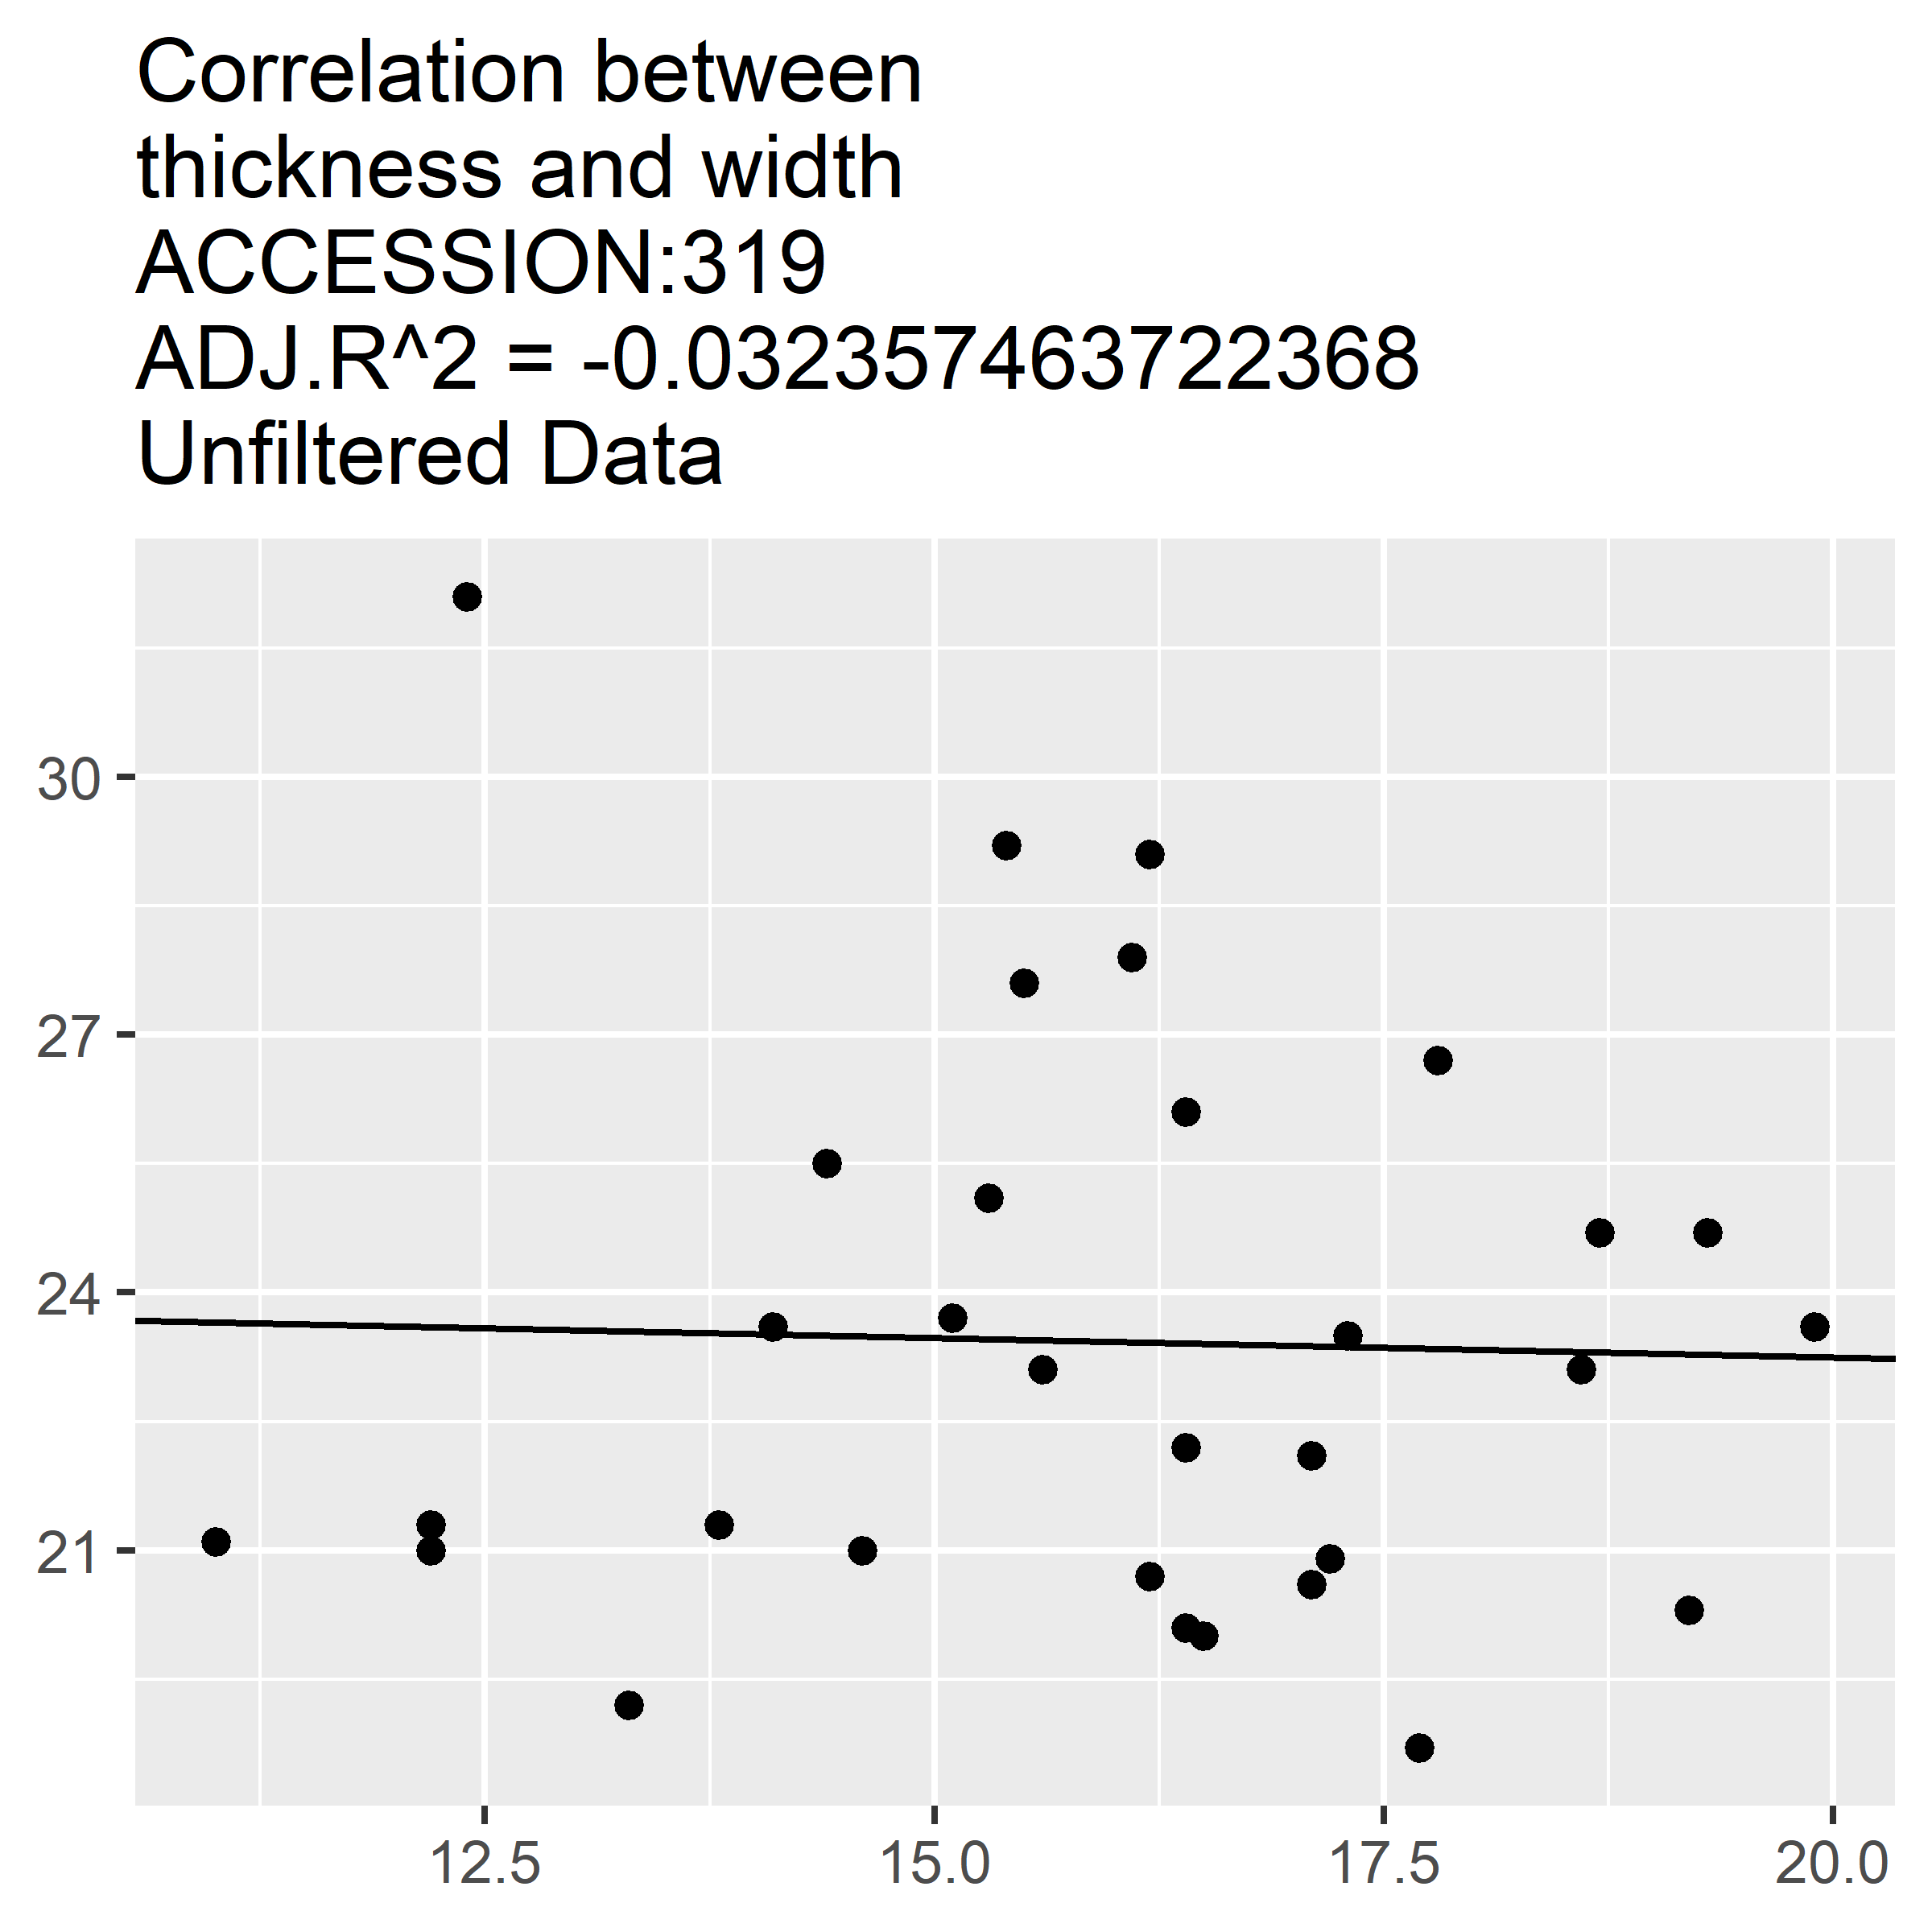 Correlation between
thickness and width
ACCESSION:319
ADJ.R^2 = -0.032357463722368
Unfiltered Data
30
27
24
21
12.5
15.0
17.5
20.0